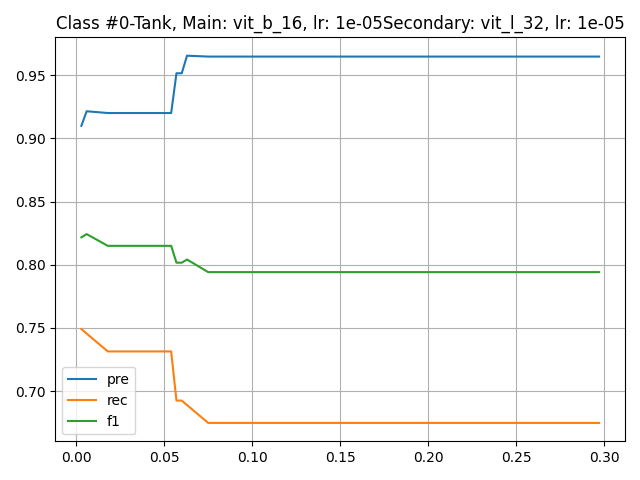 Class #0-Tank, Main: vit_b_16, lr: 1e-05Secondary: vit_l_32, lr: 1e-05
0.95
0.90
0.85
0.80
0.75
0.70
pre
rec
f1
0.00 0.05 0.10 0.15 0.20 0.25 0.30